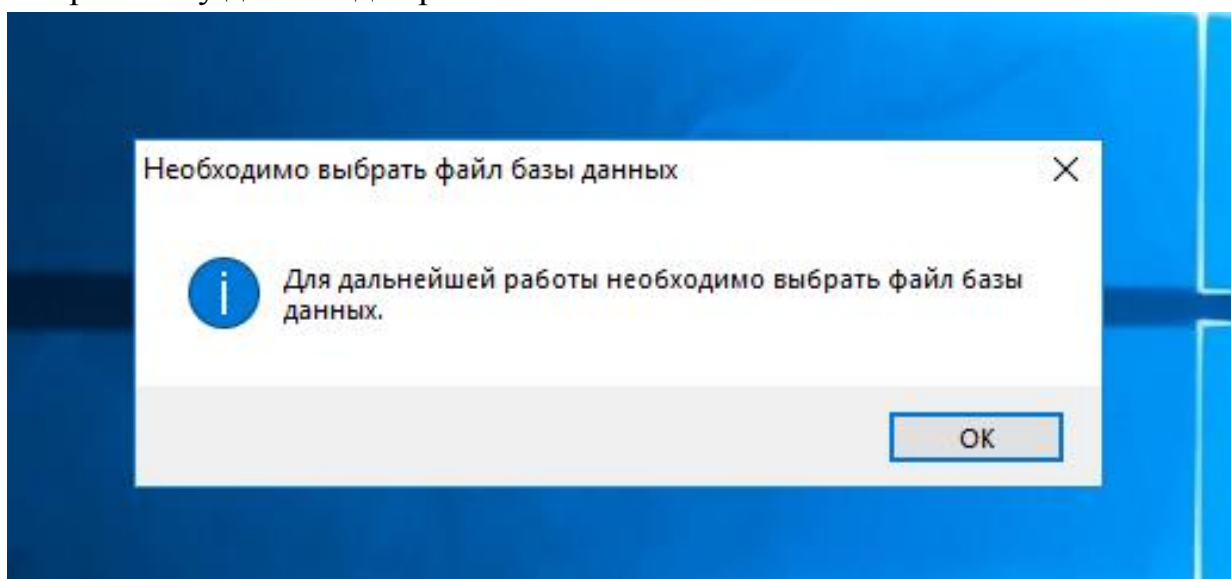 Необходимо выбрать файл базы данных
Для дальнейшей работы необходимо выбрать файл базы
данных.
OK